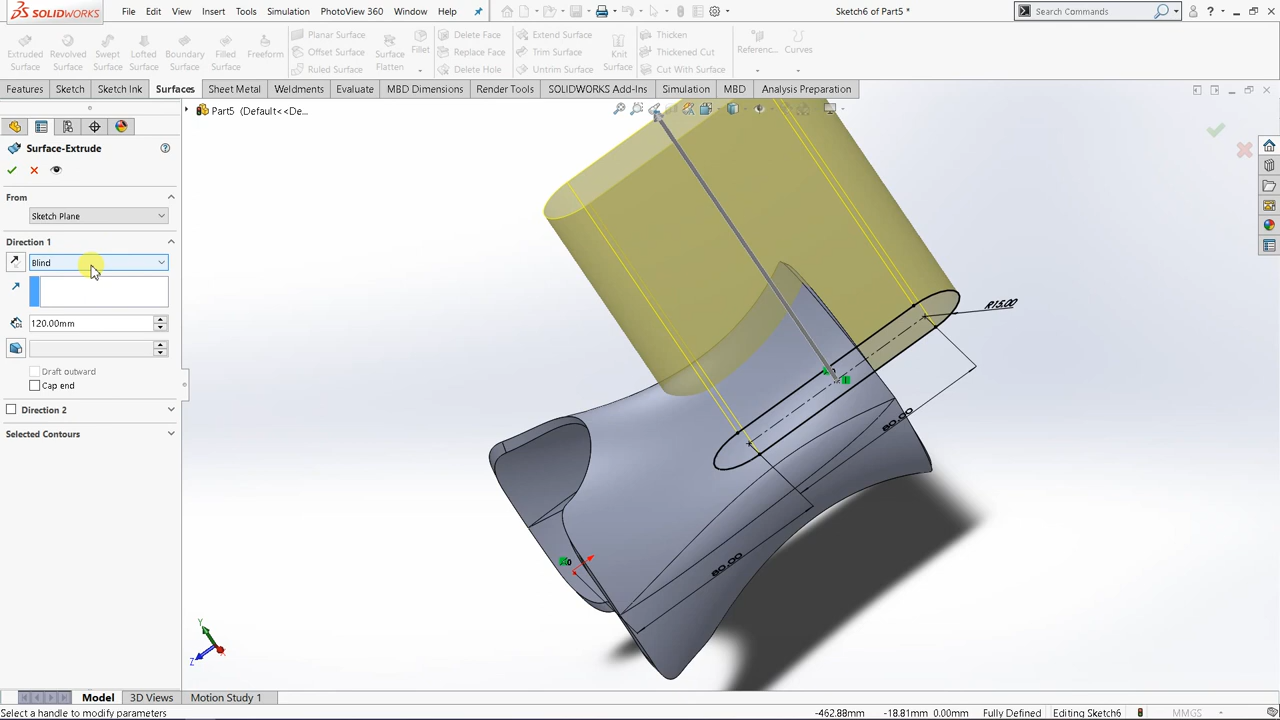 SOLIDWORKS File Edit View Insert Tools Simulation PhotoView 360 Window Help Sketch6 of Part5 * Search Commands
Extruded Surface Revolved Surface Swept Surface Lofted Surface Boundary Surface Filled Surface Freeform
Planar Surface
Offset Surface
Ruled Surface
Surface Flatten
Fillet
Delete Face
Replace Face
Delete Hole
Extend Surface
Trim Surface
Untrim Surface
Knit Surface
Thicken
Thickened Cut
Cut With Surface
Referenc...
Curves
Features Sketch Sketch Ink Surfaces Sheet Metal Weldments Evaluate MBD Dimensions Render Tools SOLIDWORKS Add-Ins Simulation MBD Analysis Preparation
Part5 (Default<<De...
Surface-Extrude
From
Sketch Plane
Direction 1
Blind
120.00mm
Draft outward
Cap end
Direction 2
Selected Contours
R15.00
80.00
80.00
Y
Z
X
Model 3D Views Motion Study 1
Select a handle to modify parameters -462.88mm -18.81mm 0.00mm Fully Defined Editing Sketch6 MMGS